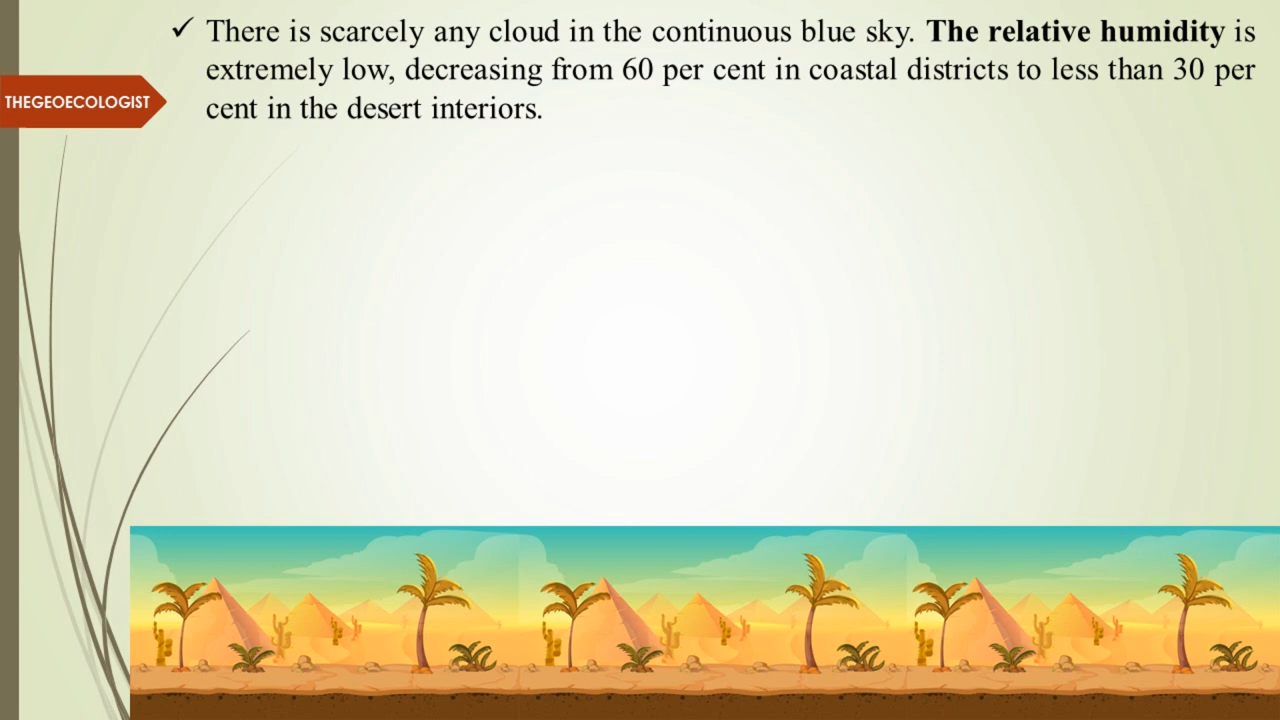 ✓ There is scarcely any cloud in the continuous blue sky. The relative humidity is
extremely low, decreasing from 60 per cent in coastal districts to less than 30 per
cent in the desert interiors.
THEGEOECOLOGIST